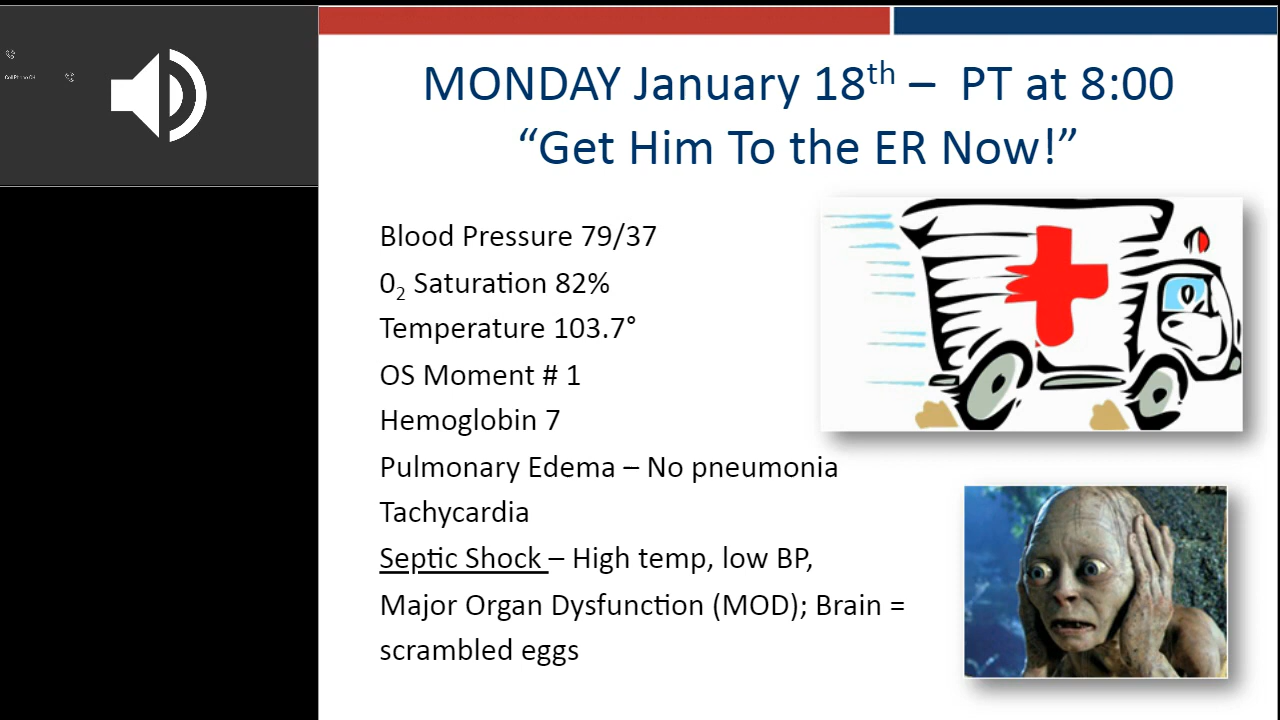 MONDAY January 18th – PT at 8:00
“Get Him To the ER Now!”
Blood Pressure 79/37
0₂ Saturation 82%
Temperature 103.7°
OS Moment # 1
Hemoglobin 7
Pulmonary Edema – No pneumonia
Tachycardia
Septic Shock – High temp, low BP,
Major Organ Dysfunction (MOD); Brain =
scrambled eggs